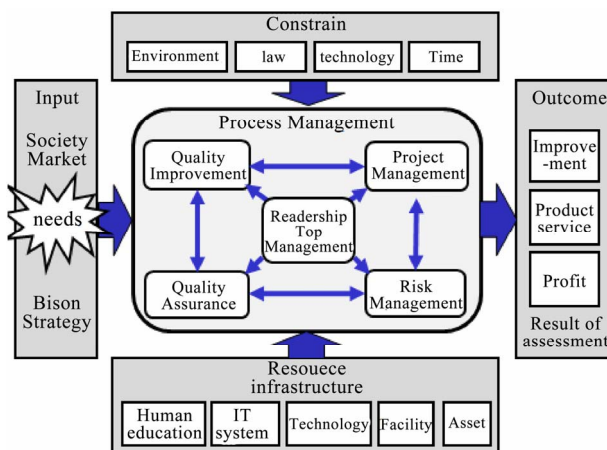 Constrain
Environment
law
technology
Time
Input
Society
Market
needs
Bison
Strategy
Process Management
Quality
Improvement
Project
Management
Readership
Top
Management
Quality
Assurance
Risk
Management
Outcome
Improve
-ment
Product
service
Profit
Result of
assessment
Resouece
infrastructure
Human
education
IT
system
Technology
Facility
Asset